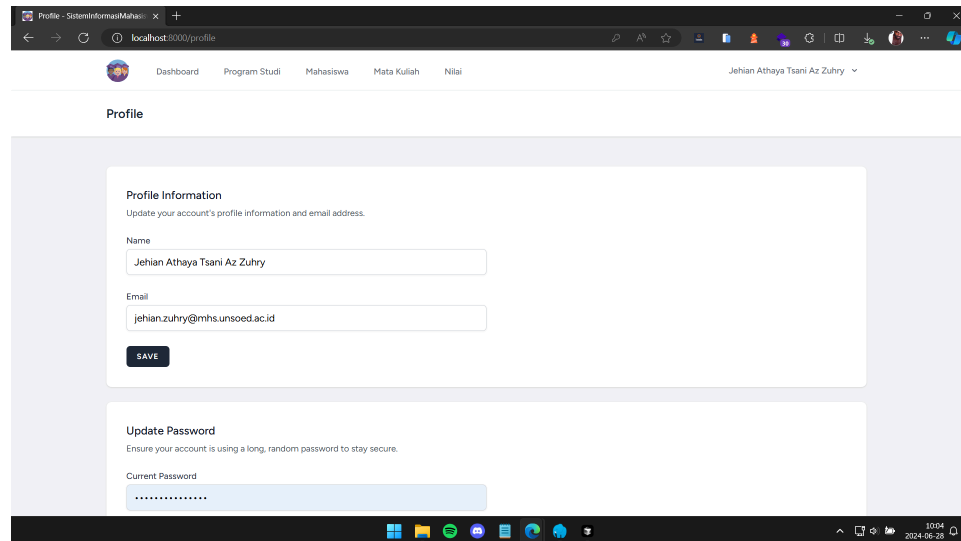 Profile - SistemInformasiMahasis
localhost:8000/profile
30
Dashboard Program Studi Mahasiswa Mata Kuliah Nilai Jehian Athaya Tsani Az Zuhry
Profile
Profile Information
Update your account's profile information and email address.
Name
Jehian Athaya Tsani Az Zuhry
Email
jehian.zuhry@mhs.unsoed.ac.id
SAVE
Update Password
Ensure your account is using a long, random password to stay secure.
Current Password
10:04
2024-06-28